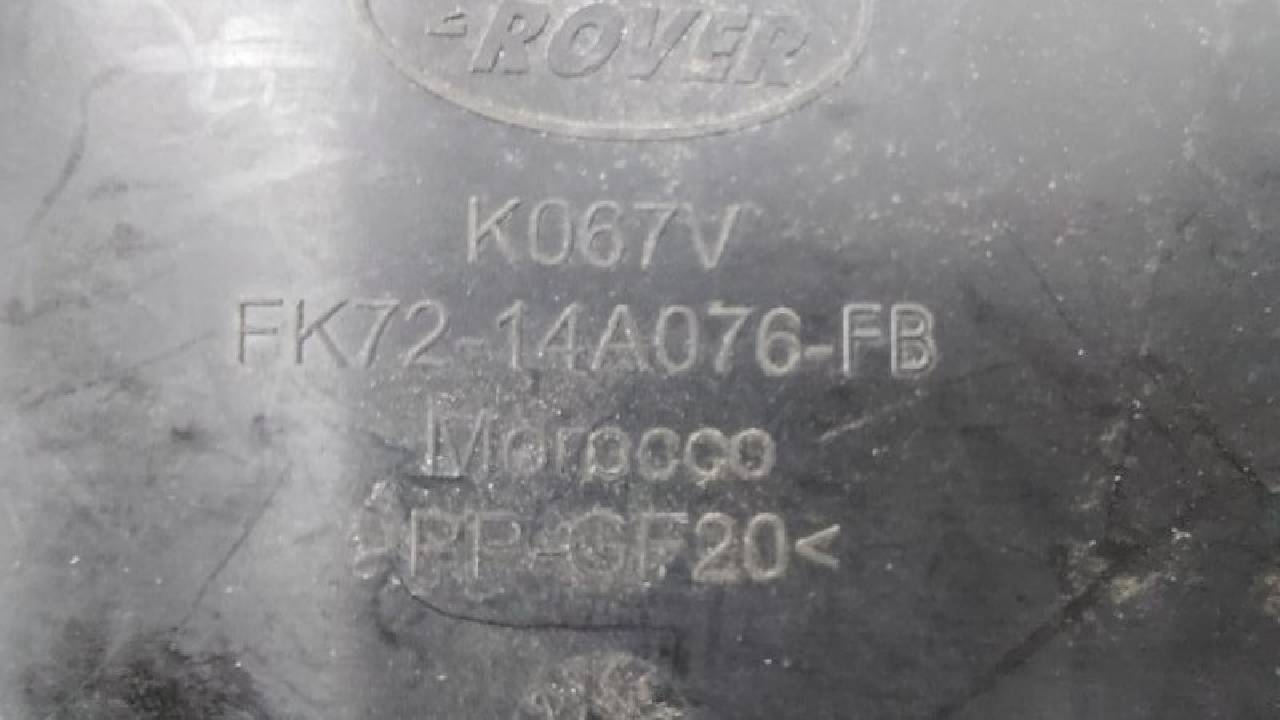 -ROVER
K067V
FK72-14A076-FB
Morocco
>PP-GF20<